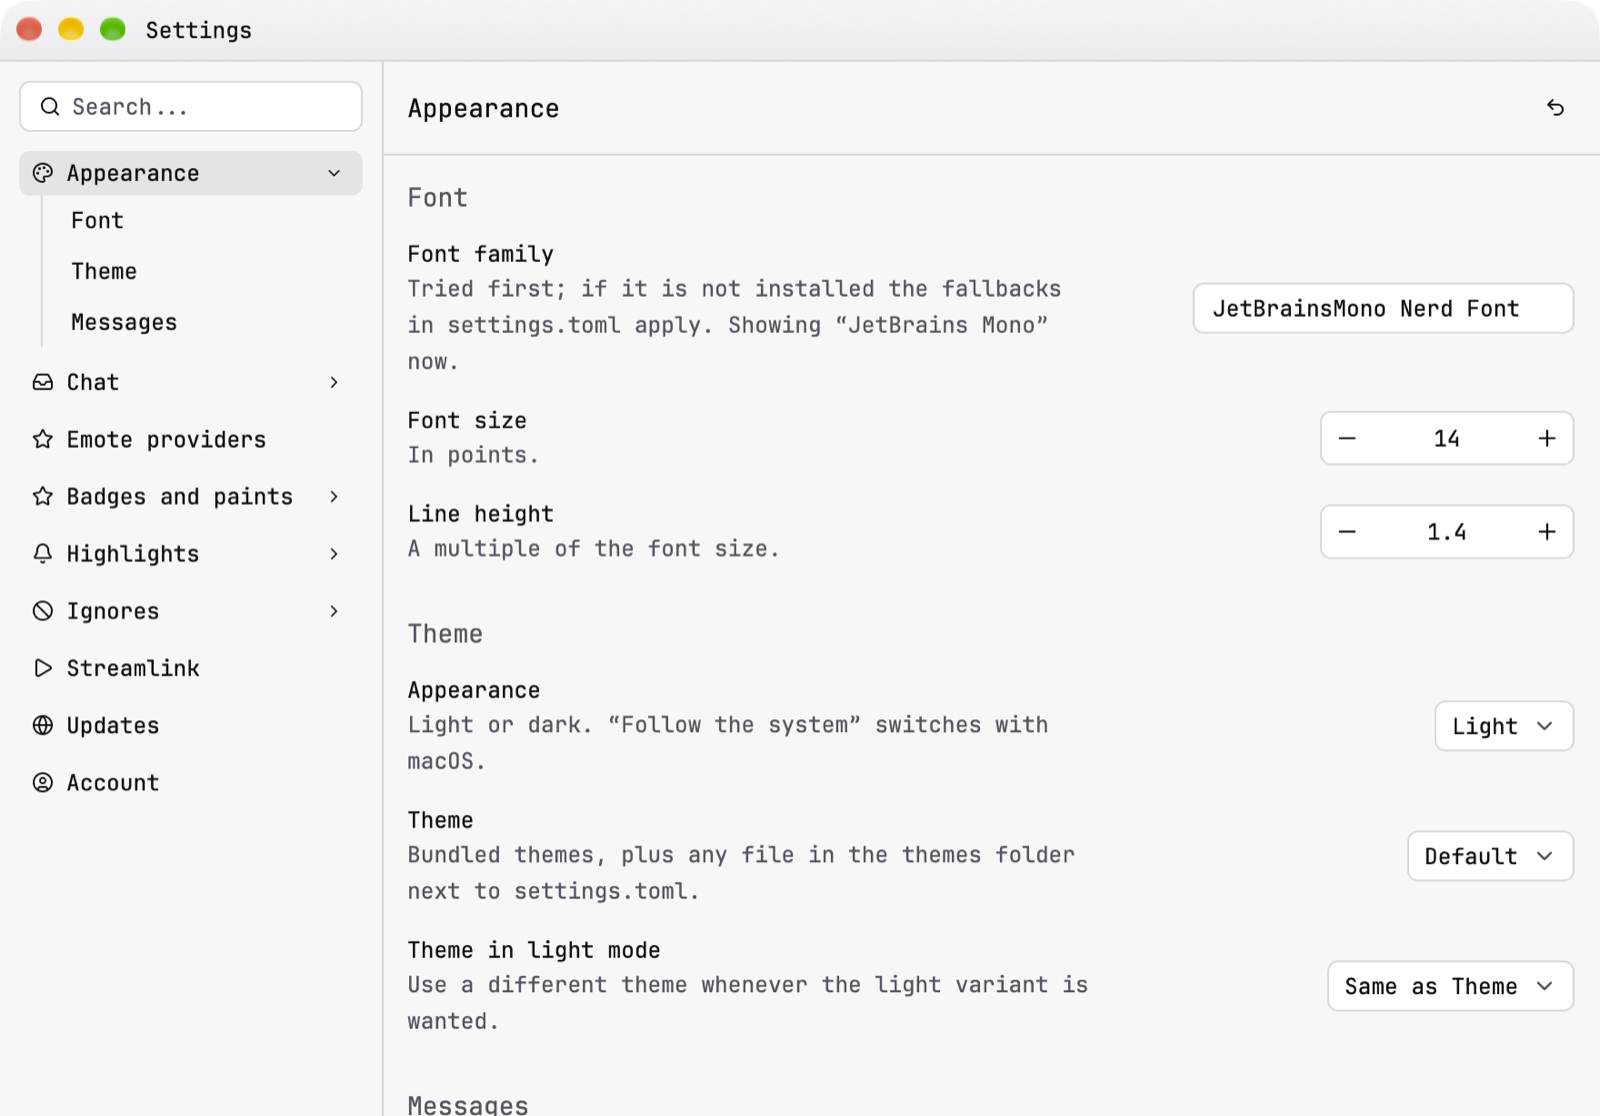 Settings
Search...
Appearance
Font
Theme
Messages
Chat
Emote providers
Badges and paints
Highlights
Ignores
Streamlink
Updates
Account
Appearance
Font
Font family
Tried first; if it is not installed the fallbacks
in settings.toml apply. Showing “JetBrains Mono”
now.
JetBrainsMono Nerd Font
Font size
In points.
14
Line height
A multiple of the font size.
1.4
Theme
Appearance
Light or dark. “Follow the system” switches with
macOS.
Light
Theme
Bundled themes, plus any file in the themes folder
next to settings.toml.
Default
Theme in light mode
Use a different theme whenever the light variant is
wanted.
Same as Theme
Messages